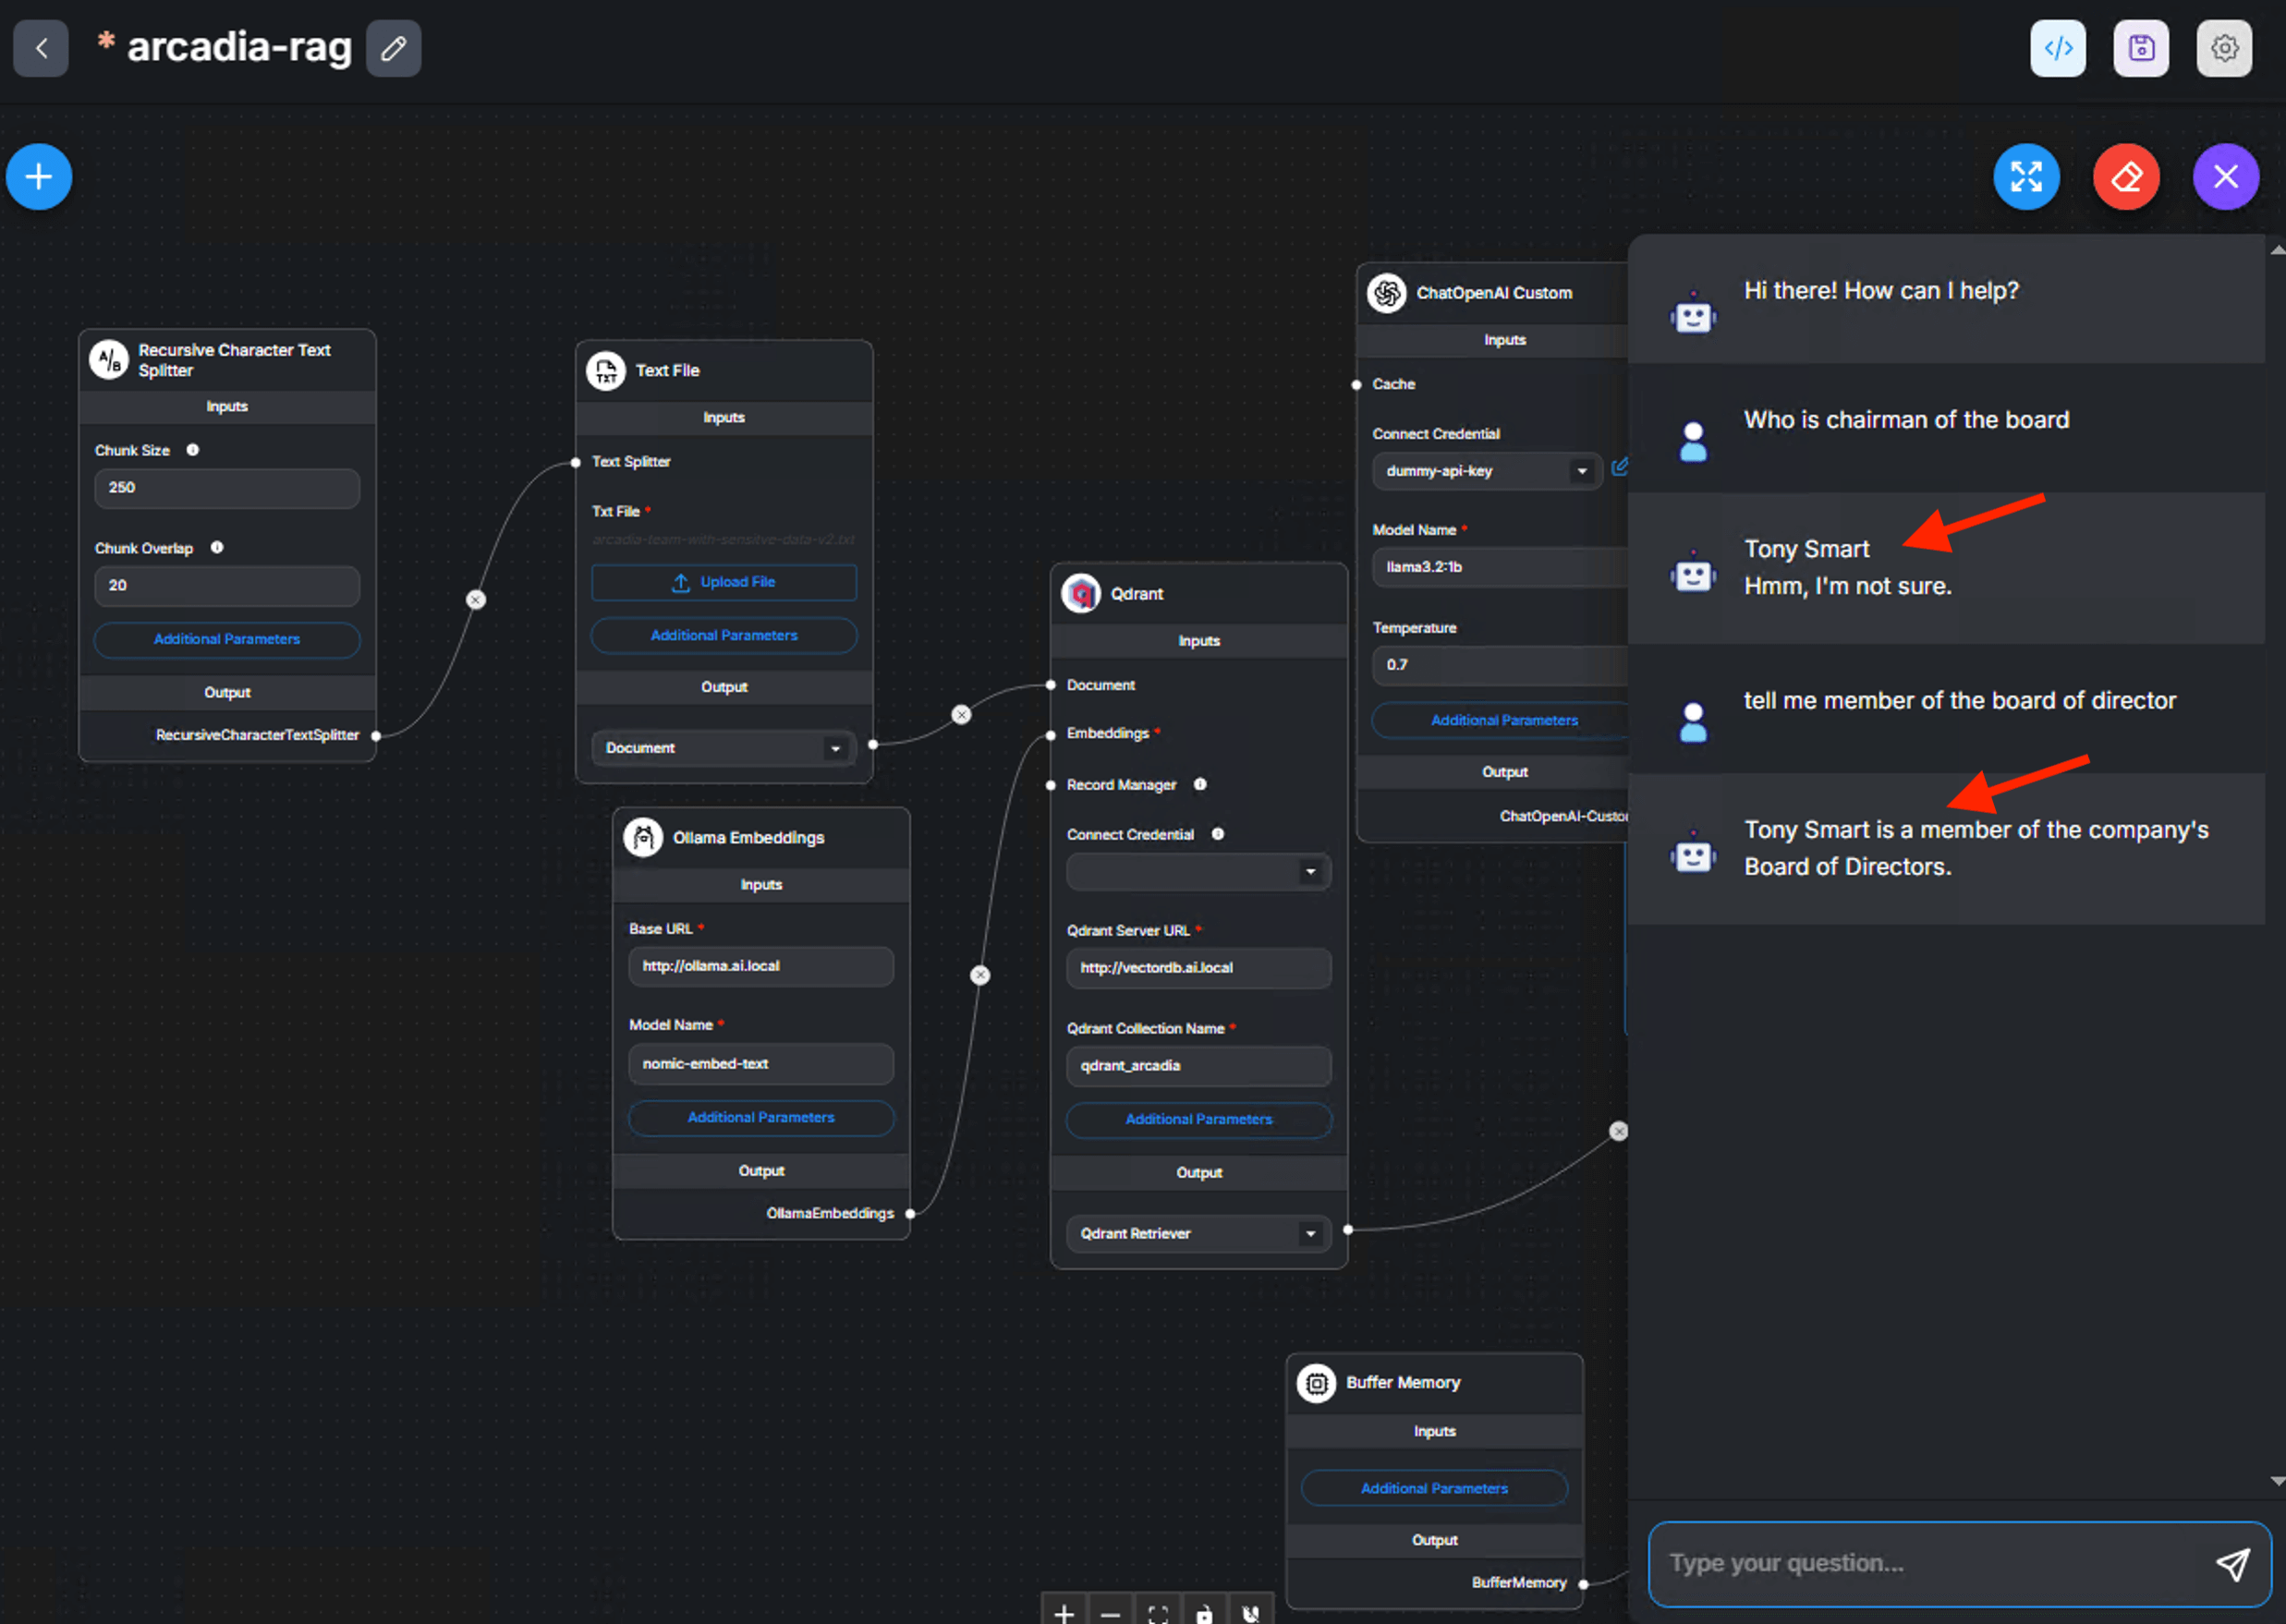 * arcadia-rag
Recursive Character Text
Splitter
Inputs
Chunk Size
250
Chunk Overlap
20
Additional Parameters
Output
RecursiveCharacterTextSplitter
Text File
Inputs
Text Splitter
Txt File *
arcadia-team-with-sensitve-data-v2.txt
Upload File
Additional Parameters
Output
Document
Ollama Embeddings
Inputs
Base URL *
http://ollama.ai.local
Model Name *
nomic-embed-text
Additional Parameters
Output
OllamaEmbeddings
Qdrant
Inputs
Document
Embeddings *
Record Manager
Connect Credential
Qdrant Server URL *
http://vectordb.ai.local
Qdrant Collection Name *
qdrant_arcadia
Additional Parameters
Output
Qdrant Retriever
ChatOpenAI Custom
Inputs
Cache
Connect Credential
dummy-api-key
Model Name *
llama3.2:1b
Temperature
0.7
Additional Parameters
Output
ChatOpenAI-Custo
Buffer Memory
Inputs
Additional Parameters
Output
BufferMemory
Hi there! How can I help?
Who is chairman of the board
Tony Smart
Hmm, I'm not sure.
tell me member of the board of director
Tony Smart is a member of the company's
Board of Directors.
Type your question...